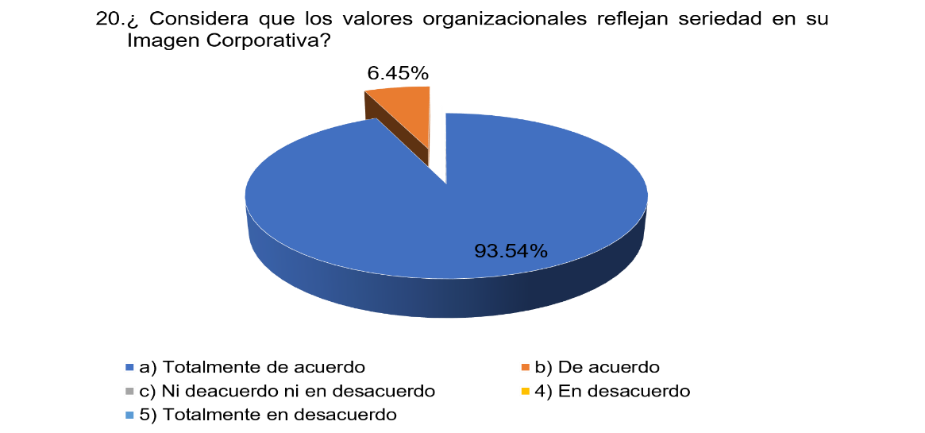 20.¿ Considera que los valores organizacionales reflejan seriedad en su
Imagen Corporativa?
6.45%
93.54%
a) Totalmente de acuerdo
b) De acuerdo
c) Ni deacuerdo ni en desacuerdo
4) En desacuerdo
5) Totalmente en desacuerdo